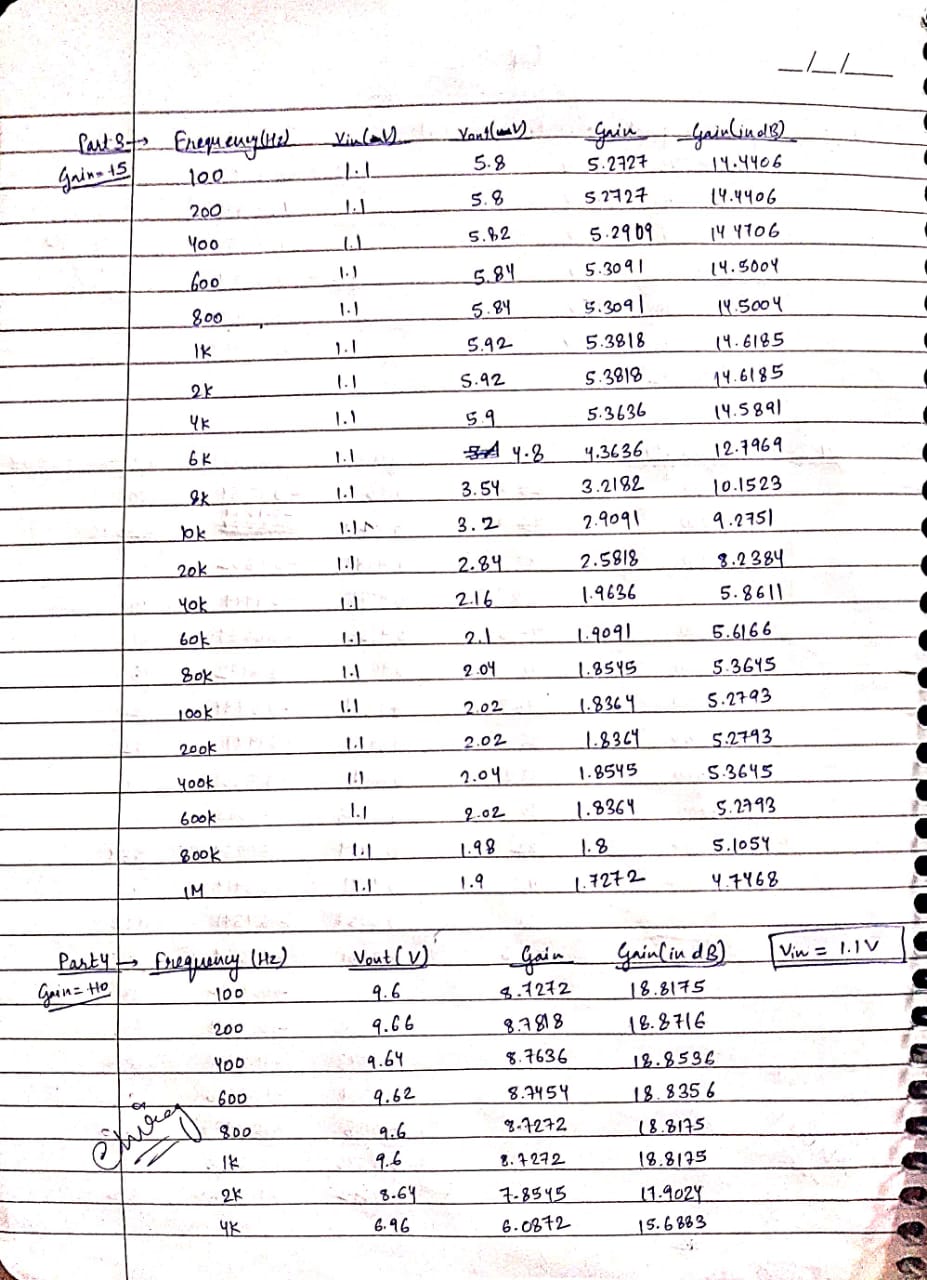 _/_/_
Part 3 → Frequency(Hz) Vin(mV) Vout(mV) Gain Gain(in dB)
Gain=+5 100 1.1 5.8 5.2727 14.4406
200 1.1 5.8 5 2727 14.4406
400 1.1 5.82 5.2909 14 4706
600 1.1 5.84 5.3091 14.5004
800 1.1 5.84 5.3091 14.5004
1K 1.1 5.92 5.3818 14.6185
2K 1.1 5.92 5.3818 14.6185
4K 1.1 5.9 5.3636 14.5891
6K 1.1 4.8 4.3636 12.7969
8k 1.1 3.54 3.2182 10.1523
10k 1.1 3.2 2.9091 9.2751
20k 1.1 2.84 2.5818 8.2384
40k 1.1 2.16 1.9636 5.8611
60k 1.1 2.1 1.9091 5.6166
80k 1.1 2.04 1.8545 5.3645
100k 1.1 2.02 1.8364 5.2793
200k 1.1 2.02 1.8364 5.2793
400k 1.1 2.04 1.8545 5.3645
600k 1.1 2.02 1.8364 5.2793
800k 1.1 1.98 1.8 5.1054
1M 1.1 1.9 1.7272 4.7468
Part4 → Frequency (Hz) Vout(V) Gain Gain(in dB) Vin = 1.1V
Gain=+10 100 9.6 8.7272 18.8175
200 9.66 8.7818 18.8716
400 9.64 8.7636 18.8536
600 9.62 8.7454 18.8356
800 9.6 8.7272 18.8175
1K 9.6 8.7272 18.8175
2K 8.64 7.8545 17.9024
4K 6.96 6.0872 15.6883